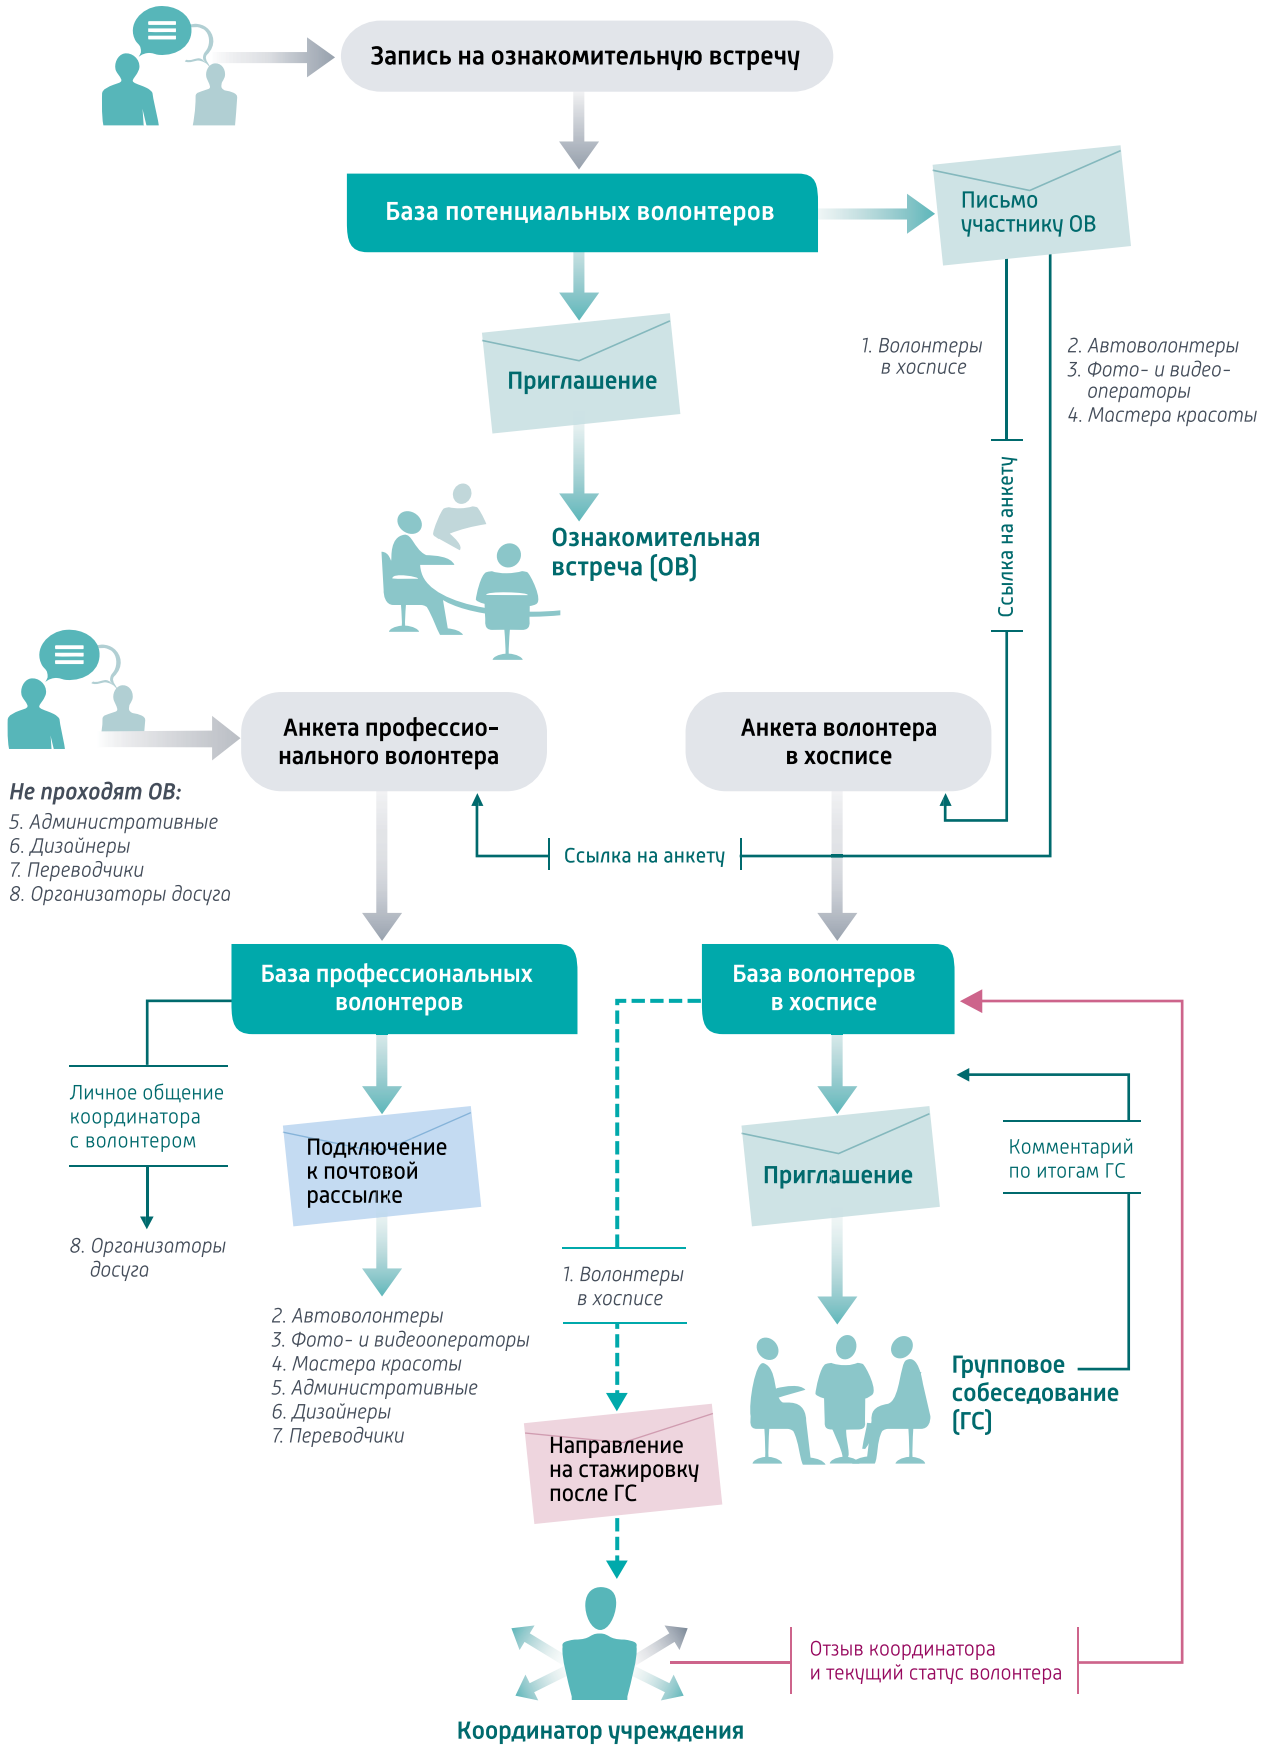 Запись на ознакомительную встречу
База потенциальных волонтеров
Письмо
участнику ОВ
1. Волонтеры
в хосписе
2. Автоволонтеры
3. Фото- и видео-
операторы
4. Мастера красоты
Приглашение
Ссылка на анкету
Ознакомительная
встреча (ОВ)
Анкета профессио-
нального волонтера
Анкета волонтера
в хосписе
Не проходят ОВ:
5. Административные
6. Дизайнеры
7. Переводчики
8. Организаторы досуга
Ссылка на анкету
База профессиональных
волонтеров
База волонтеров
в хосписе
Личное общение
координатора
с волонтером
Подключение
к почтовой
рассылке
Приглашение
Комментарий
по итогам ГС
8. Организаторы
досуга
1. Волонтеры
в хосписе
2. Автоволонтеры
3. Фото- и видеооператоры
4. Мастера красоты
5. Административные
6. Дизайнеры
7. Переводчики
Групповое
собеседование
(ГС)
Направление
на стажировку
после ГС
Отзыв координатора
и текущий статус волонтера
Координатор учреждения